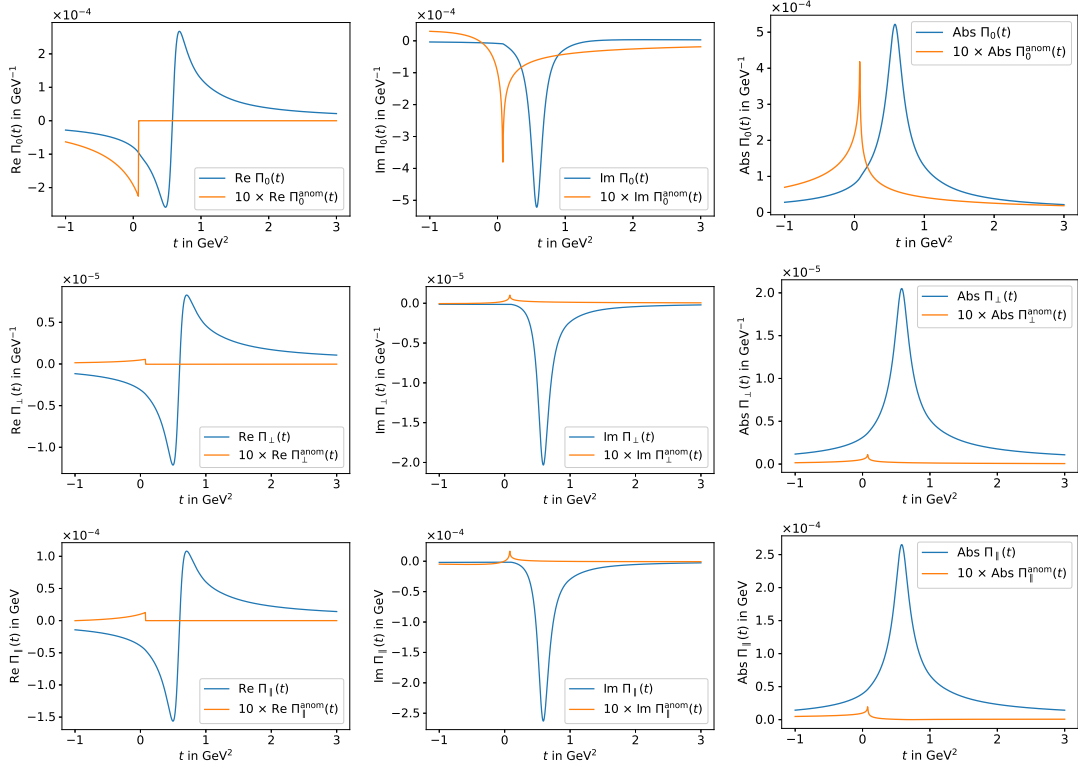 ×10⁻⁴
2
1
0
−1
−2
Re Π₀(t) in GeV⁻¹
Re Π₀(t)
10 × Re Π₀ᵃⁿᵒᵐ(t)
−1 0 1 2 3
t in GeV²
×10⁻⁴
0
−1
−2
−3
−4
−5
Im Π₀(t) in GeV⁻¹
Im Π₀(t)
10 × Im Π₀ᵃⁿᵒᵐ(t)
−1 0 1 2 3
t in GeV²
×10⁻⁴
5
4
3
2
1
0
Abs Π₀(t) in GeV⁻¹
Abs Π₀(t)
10 × Abs Π₀ᵃⁿᵒᵐ(t)
−1 0 1 2 3
t in GeV²
×10⁻⁵
0.5
0.0
−0.5
−1.0
Re Π⊥(t) in GeV⁻¹
Re Π⊥(t)
10 × Re Π⊥ᵃⁿᵒᵐ(t)
−1 0 1 2 3
t in GeV²
×10⁻⁵
0.0
−0.5
−1.0
−1.5
−2.0
Im Π⊥(t) in GeV⁻¹
Im Π⊥(t)
10 × Im Π⊥ᵃⁿᵒᵐ(t)
−1 0 1 2 3
t in GeV²
×10⁻⁵
2.0
1.5
1.0
0.5
0.0
Abs Π⊥(t) in GeV⁻¹
Abs Π⊥(t)
10 × Abs Π⊥ᵃⁿᵒᵐ(t)
−1 0 1 2 3
t in GeV²
×10⁻⁴
1.0
0.5
0.0
−0.5
−1.0
−1.5
Re Π∥(t) in GeV
Re Π∥(t)
10 × Re Π∥ᵃⁿᵒᵐ(t)
−1 0 1 2 3
t in GeV²
×10⁻⁴
0.0
−0.5
−1.0
−1.5
−2.0
−2.5
Im Π∥(t) in GeV
Im Π∥(t)
10 × Im Π∥ᵃⁿᵒᵐ(t)
−1 0 1 2 3
t in GeV²
×10⁻⁴
2.5
2.0
1.5
1.0
0.5
0.0
Abs Π∥(t) in GeV
Abs Π∥(t)
10 × Abs Π∥ᵃⁿᵒᵐ(t)
−1 0 1 2 3
t in GeV²